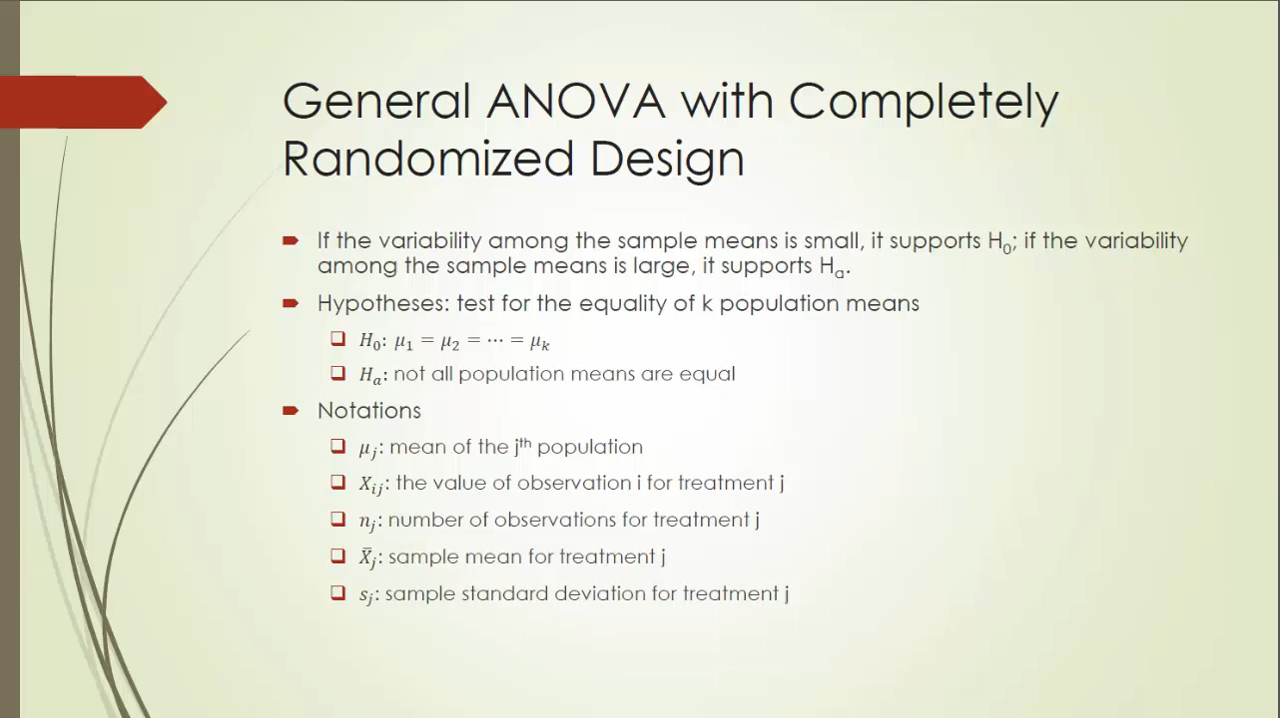 General ANOVA with Completely
Randomized Design
If the variability among the sample means is small, it supports H₀; if the variability
among the sample means is large, it supports Hₐ.
Hypotheses: test for the equality of k population means
H₀: μ₁ = μ₂ = ⋯ = μₖ
Hₐ: not all population means are equal
Notations
μⱼ: mean of the jᵗʰ population
Xᵢⱼ: the value of observation i for treatment j
nⱼ: number of observations for treatment j
X̄ⱼ: sample mean for treatment j
sⱼ: sample standard deviation for treatment j